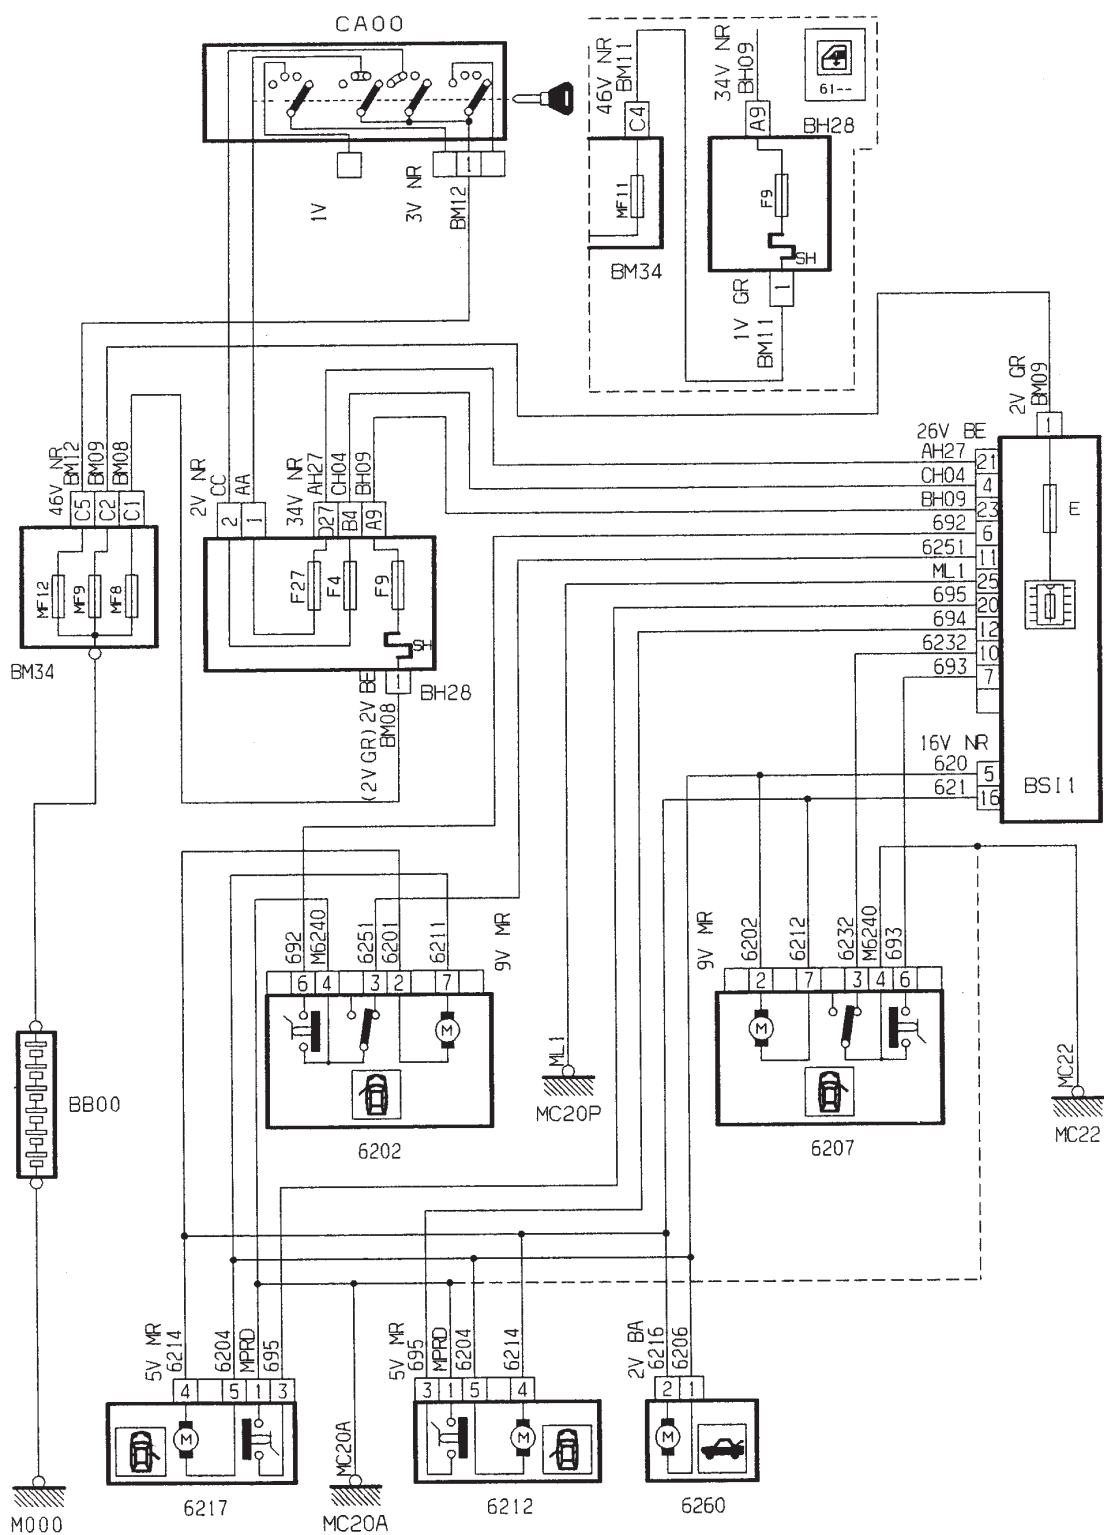 CA00
1V
3V NR
1
BM12
46V NR
BM11
C4
MF11
BM34
34V NR
BH09
A9
61--
BH28
F9
SH
1
1V GR
BM11
2V GR
BM09
1
46V NR
BM12
BM09
BM08
C5
C2
C1
MF12
MF9
MF8
BM34
2V NR
CC
AA
2
1
34V NR
AH27
CH04
BH09
D27
B4
A9
F27
F4
F9
SH
1
BH28
(2V GR) 2V BE
BM08
26V BE
AH27
21
CH04
4
BH09
23
692
6
6251
11
ML1
25
695
20
694
12
6232
10
693
7
16V NR
620
5
621
16
E
BSI1
692
M6240
6251
6201
6211
9V MR
6
4
3
2
7
M
6202
ML1
MC20P
9V MR
6202
6212
6232
M6240
693
2
7
3
4
6
M
6207
MC22
MC22
BB00
M000
5V MR
6214
6204
MPRD
695
4
5
1
3
M
6217
MC20A
MC20A
5V MR
695
MPRD
6204
6214
3
1
5
4
M
6212
2V BA
6216
6206
2
1
M
6260